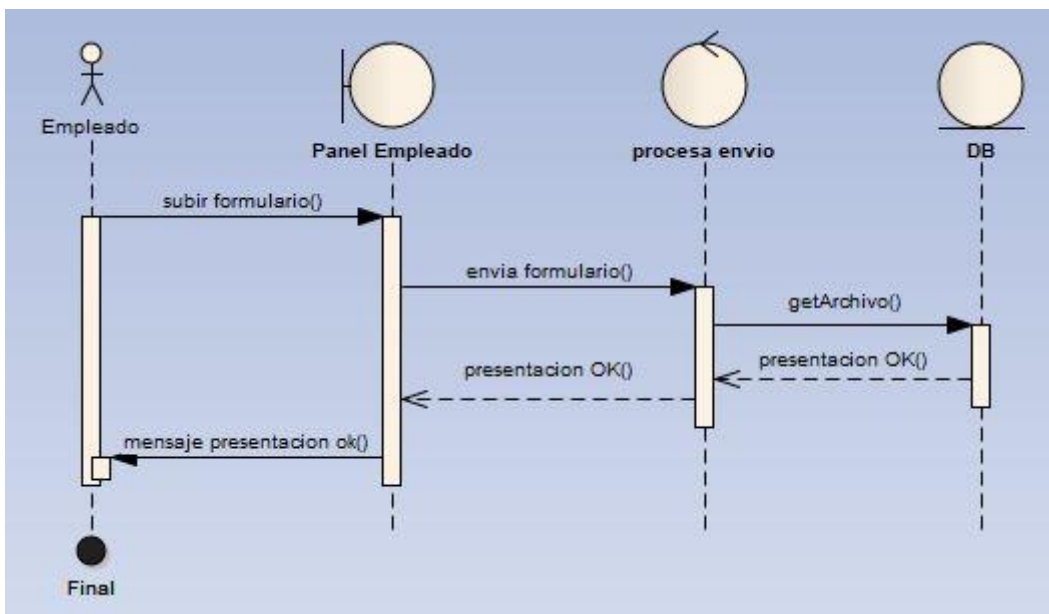 Empleado
Panel Empleado
procesa envio
DB
subir formulario()
envia formulario()
getArchivo()
presentacion OK()
presentacion OK()
mensaje presentacion ok()
Final